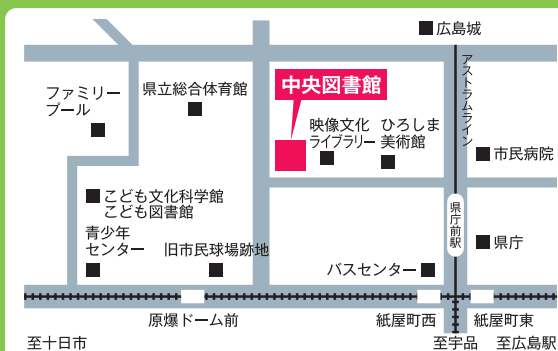 広島城
アストラムライン
中央図書館
ファミリー
プール
県立総合体育館
映像文化
ライブラリー
ひろしま
美術館
市民病院
こども文化科学館
こども図書館
県庁前駅
青少年
センター
旧市民球場跡地
県庁
バスセンター
原爆ドーム前
紙屋町西
紙屋町東
至十日市
至宇品
至広島駅